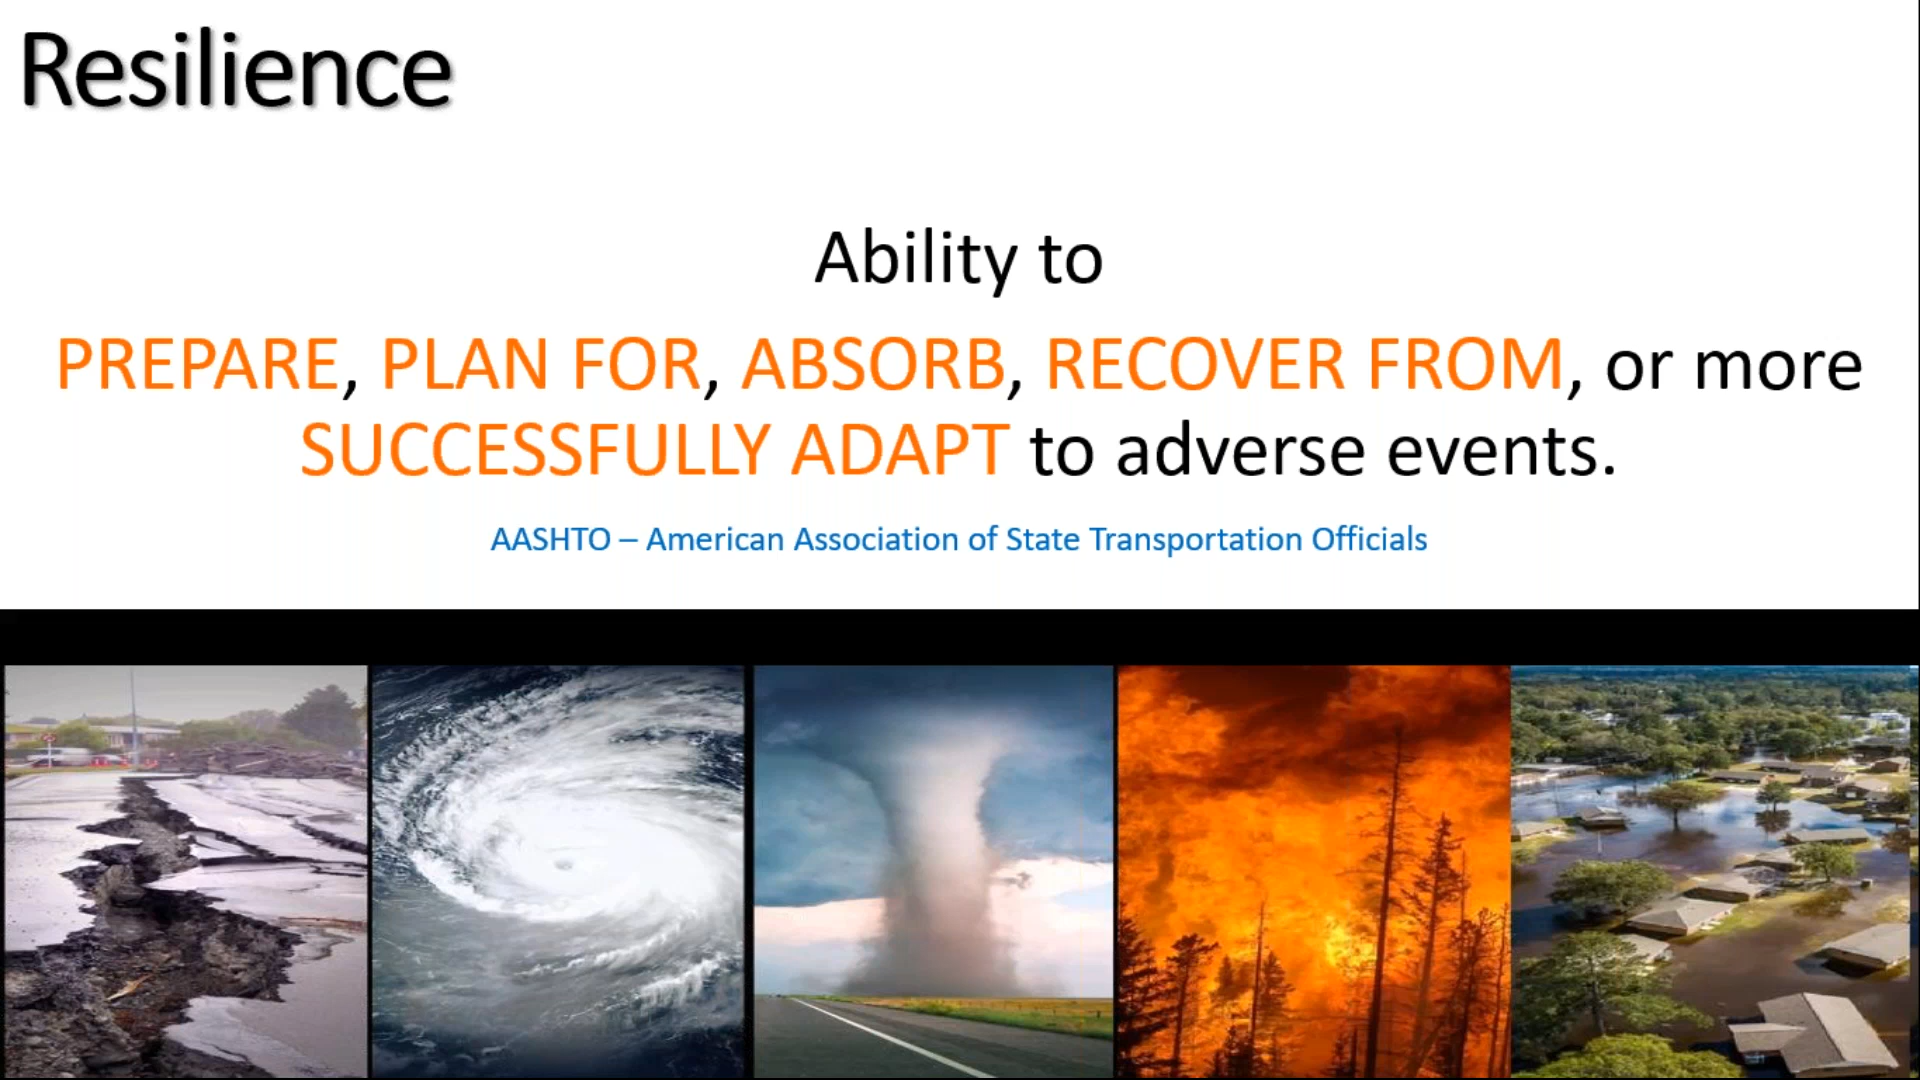 Resilience
Ability to
PREPARE, PLAN FOR, ABSORB, RECOVER FROM, or more
SUCCESSFULLY ADAPT to adverse events.
AASHTO – American Association of State Transportation Officials